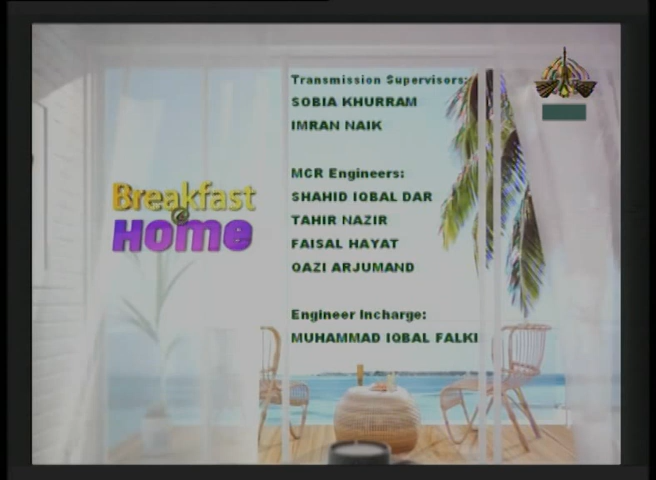 Transmission Supervisors:
SOBIA KHURRAM
IMRAN NAIK
MCR Engineers:
SHAHID IQBAL DAR
TAHIR NAZIR
FAISAL HAYAT
QAZI ARJUMAND
Engineer Incharge:
MUHAMMAD IQBAL FALKI
Breakfast
@
Home